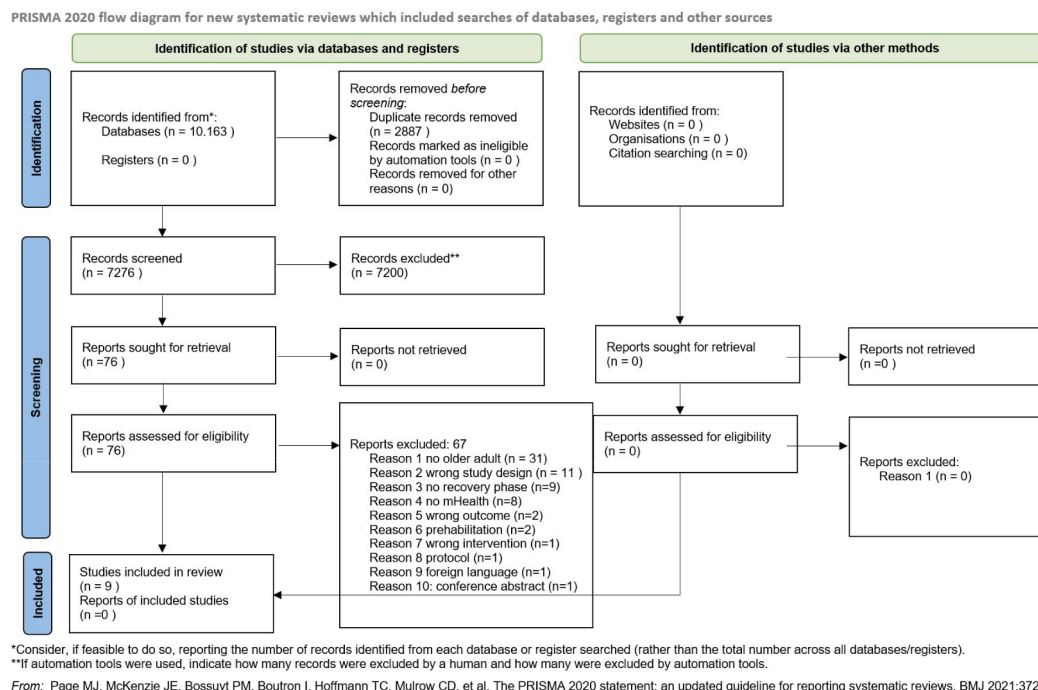 PRISMA 2020 flow diagram for new systematic reviews which included searches of databases, registers and other sources
Identification of studies via databases and registers
Identification of studies via other methods
Identification
Records identified from*:
Databases (n = 10.163 )
Registers (n = 0 )
Records removed before
screening:
Duplicate records removed
(n = 2887 )
Records marked as ineligible
by automation tools (n = 0 )
Records removed for other
reasons (n = 0)
Records identified from:
Websites (n = 0 )
Organisations (n = 0 )
Citation searching (n = 0)
Screening
Records screened
(n = 7276 )
Records excluded**
(n = 7200)
Reports sought for retrieval
(n =76 )
Reports not retrieved
(n = 0)
Reports sought for retrieval
(n = 0)
Reports not retrieved
(n =0 )
Reports assessed for eligibility
(n = 76)
Reports excluded: 67
Reason 1 no older adult (n = 31)
Reason 2 wrong study design (n = 11 )
Reason 3 no recovery phase (n=9)
Reason 4 no mHealth (n=8)
Reason 5 wrong outcome (n=2)
Reason 6 prehabilitation (n=2)
Reason 7 wrong intervention (n=1)
Reason 8 protocol (n=1)
Reason 9 foreign language (n=1)
Reason 10: conference abstract (n=1)
Reports assessed for eligibility
(n = 0)
Reports excluded:
Reason 1 (n = 0)
Included
Studies included in review
(n = 9 )
Reports of included studies
(n =0 )
*Consider, if feasible to do so, reporting the number of records identified from each database or register searched (rather than the total number across all databases/registers).
**If automation tools were used, indicate how many records were excluded by a human and how many were excluded by automation tools.
From: Page MJ, McKenzie JE, Bossuyt PM, Boutron I, Hoffmann TC, Mulrow CD, et al. The PRISMA 2020 statement: an updated guideline for reporting systematic reviews. BMJ 2021;372